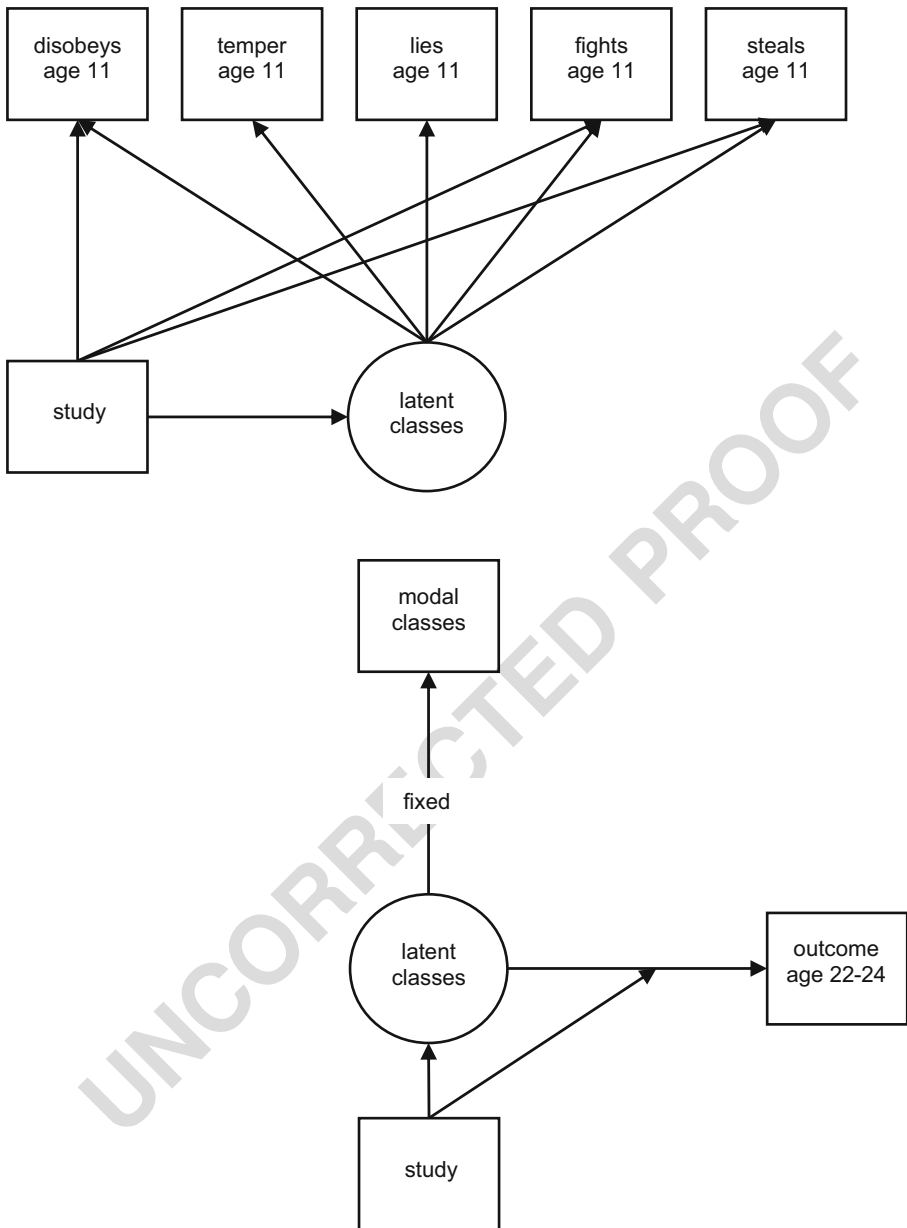 disobeys
age 11
temper
age 11
lies
age 11
fights
age 11
steals
age 11
study
latent
classes
modal
classes
fixed
latent
classes
outcome
age 22-24
study
UNCORRECTED PROOF